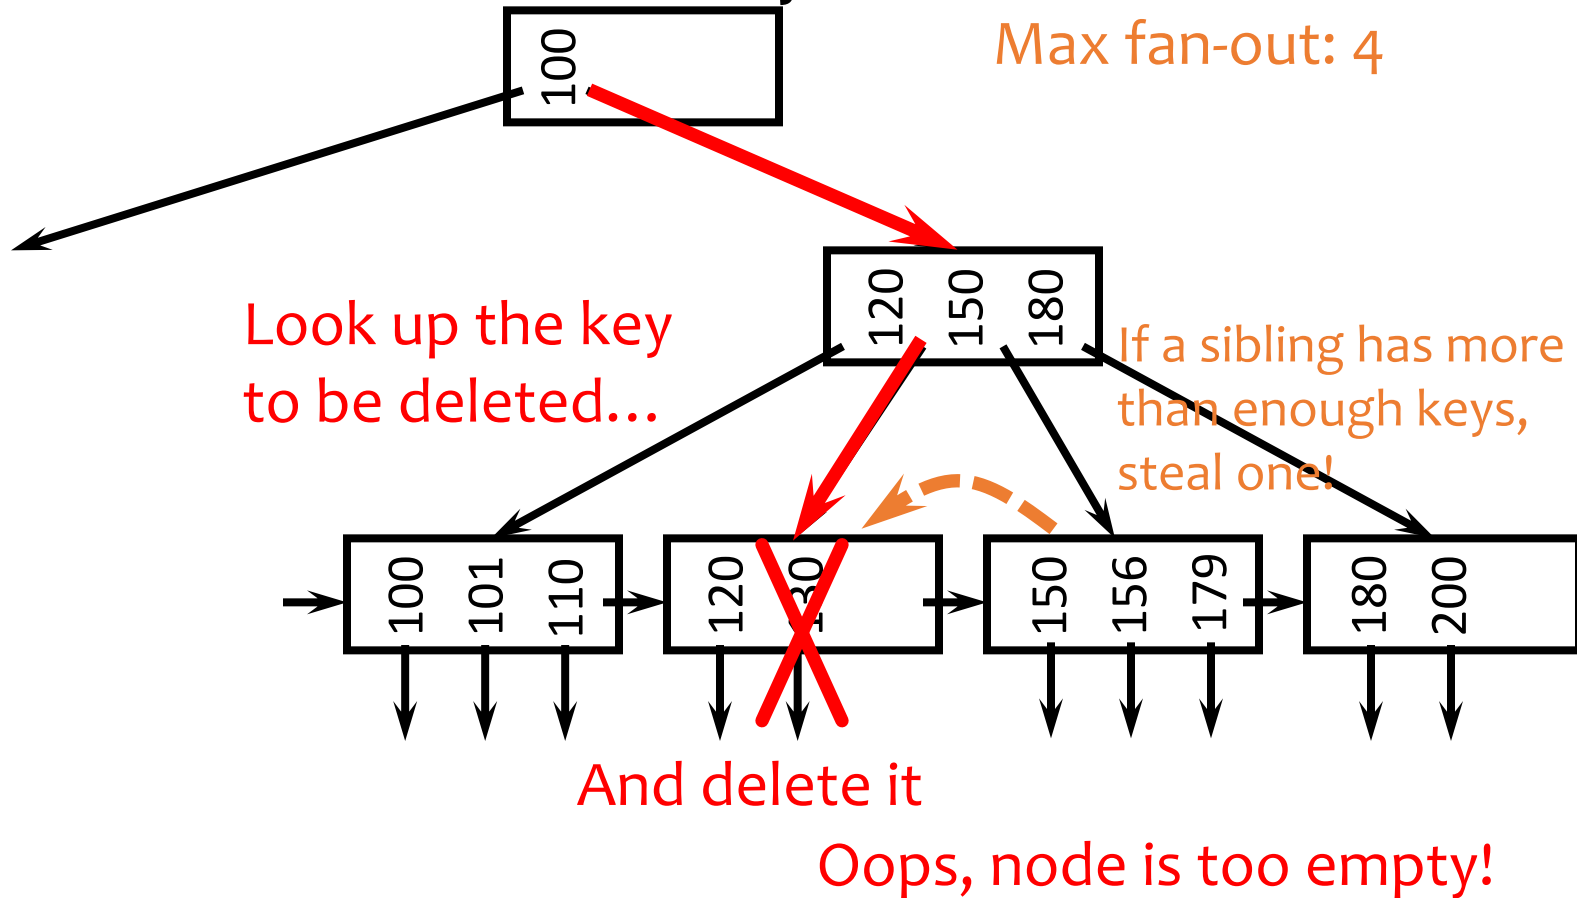 Max fan-out: 4
100
120 150 180
Look up the key
to be deleted...
If a sibling has more
than enough keys,
steal one!
100 101 110 120 130 150 156 179 180 200
And delete it
Oops, node is too empty!